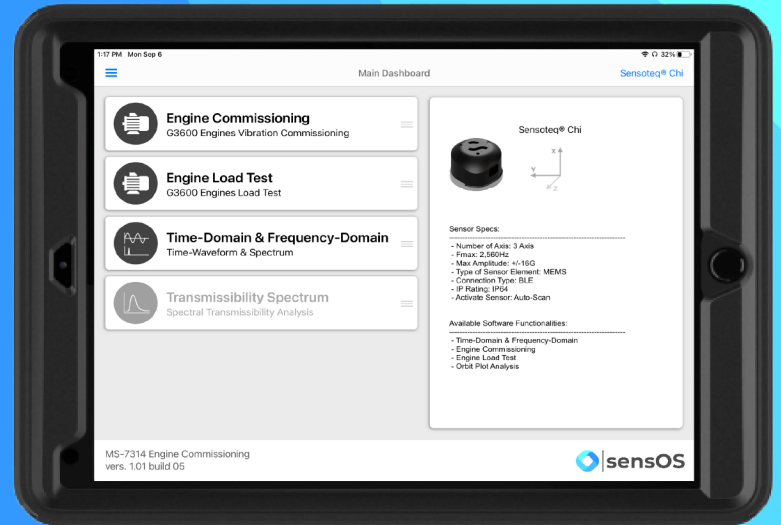 1:17 PM Mon Sep 6
32%
Main Dashboard
Sensoteq® Chi
Engine Commissioning
G3600 Engines Vibration Commissioning
Engine Load Test
G3600 Engines Load Test
Time-Domain & Frequency-Domain
Time-Waveform & Spectrum
Transmissibility Spectrum
Spectral Transmissibility Analysis
Sensoteq® Chi
X
Y
Z
Sensor Specs:
- Number of Axis: 3 Axis
- Fmax: 2,560Hz
- Max Amplitude: +/-16G
- Type of Sensor Element: MEMS
- Connection Type: BLE
- IP Rating: IP64
- Activate Sensor: Auto-Scan
Available Software Functionalities:
- Time-Domain & Frequency-Domain
- Engine Commissioning
- Engine Load Test
- Orbit Plot Analysis
MS-7314 Engine Commissioning
vers. 1.01 build 05
sensOS